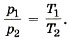 p₁/p₂ = T₁/T₂.